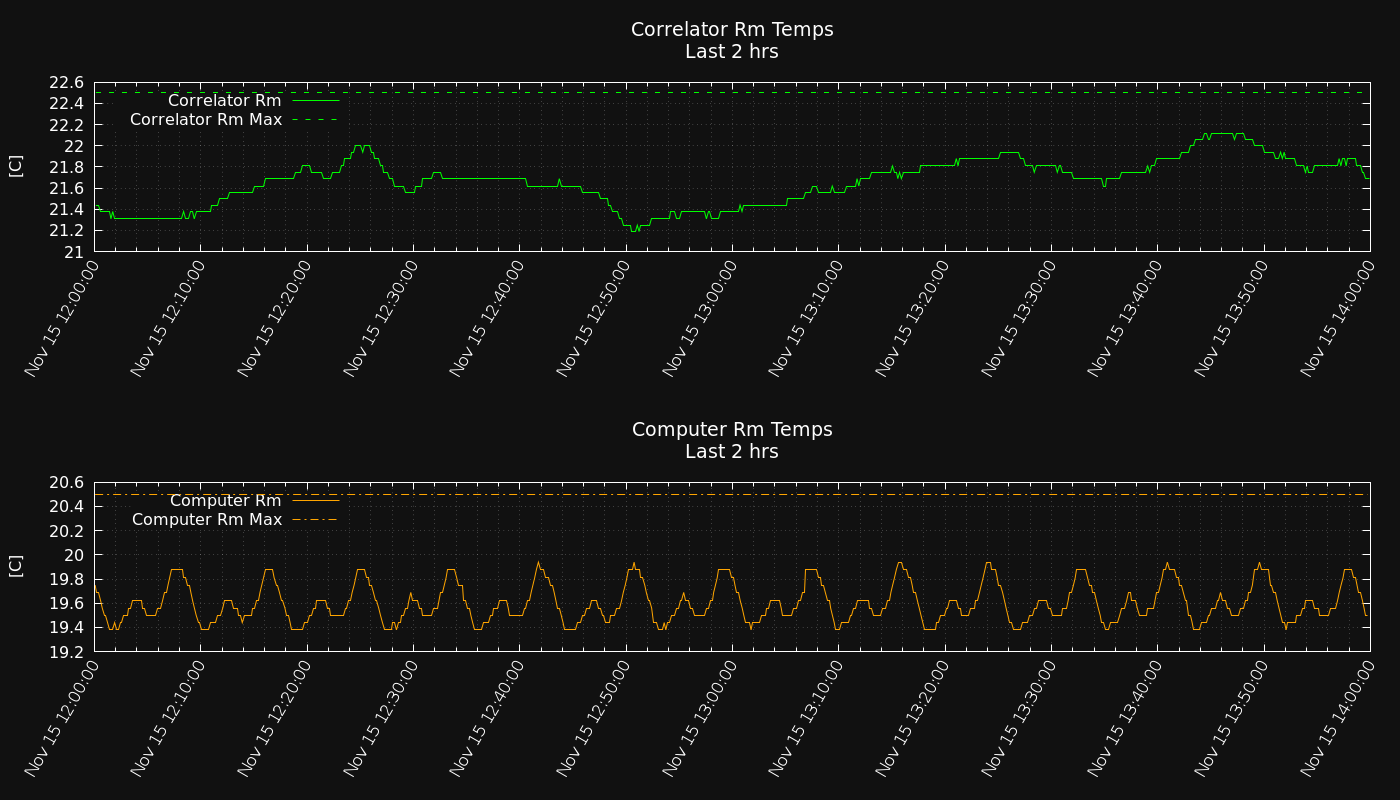 Correlator Rm Temps
Last 2 hrs
[C]
22.6
22.4
22.2
22
21.8
21.6
21.4
21.2
21
Correlator Rm
Correlator Rm Max
Nov 15 12:00:00
Nov 15 12:10:00
Nov 15 12:20:00
Nov 15 12:30:00
Nov 15 12:40:00
Nov 15 12:50:00
Nov 15 13:00:00
Nov 15 13:10:00
Nov 15 13:20:00
Nov 15 13:30:00
Nov 15 13:40:00
Nov 15 13:50:00
Nov 15 14:00:00
Computer Rm Temps
Last 2 hrs
[C]
20.6
20.4
20.2
20
19.8
19.6
19.4
19.2
Computer Rm
Computer Rm Max
Nov 15 12:00:00
Nov 15 12:10:00
Nov 15 12:20:00
Nov 15 12:30:00
Nov 15 12:40:00
Nov 15 12:50:00
Nov 15 13:00:00
Nov 15 13:10:00
Nov 15 13:20:00
Nov 15 13:30:00
Nov 15 13:40:00
Nov 15 13:50:00
Nov 15 14:00:00